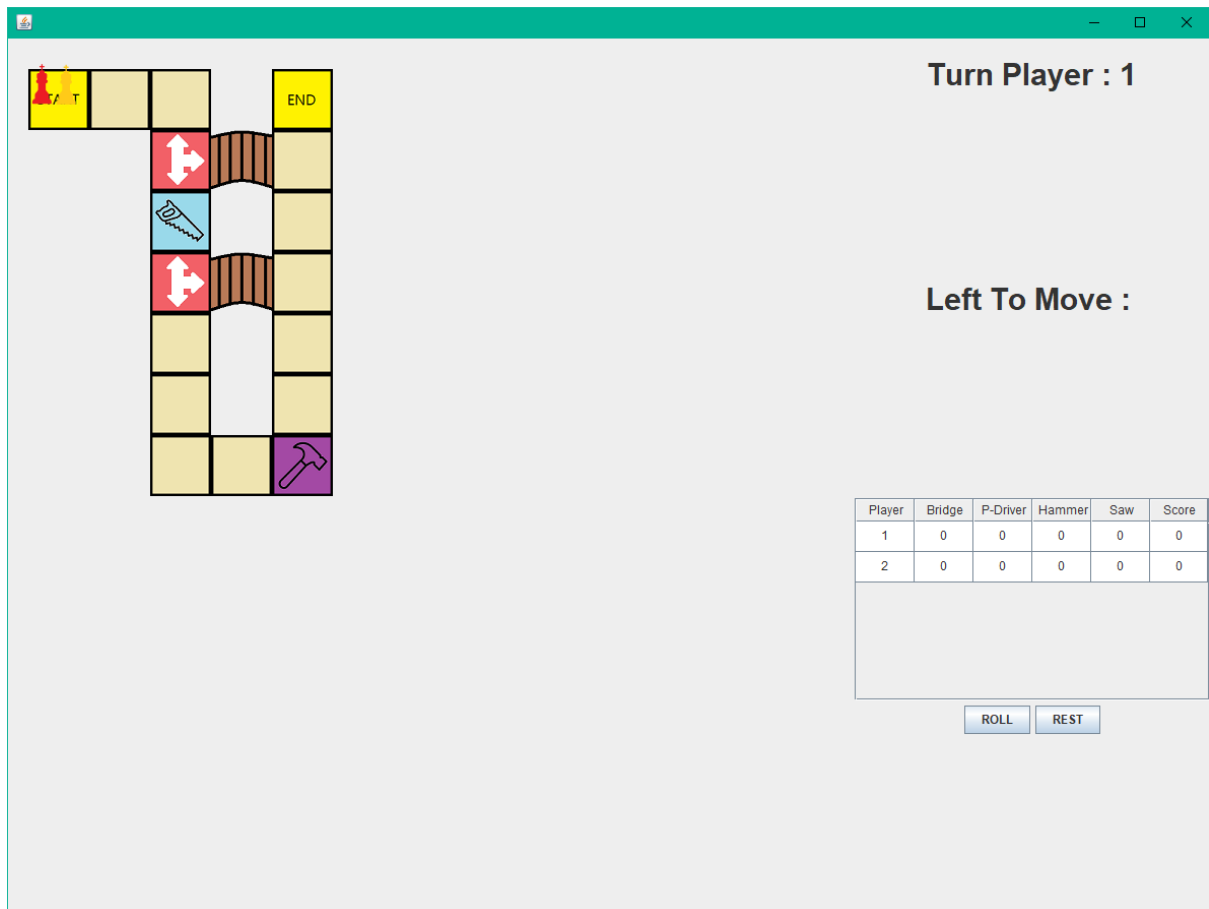 Turn Player : 1
START
END
Left To Move :
Player Bridge P-Driver Hammer Saw Score
1 0 0 0 0 0
2 0 0 0 0 0
ROLL REST